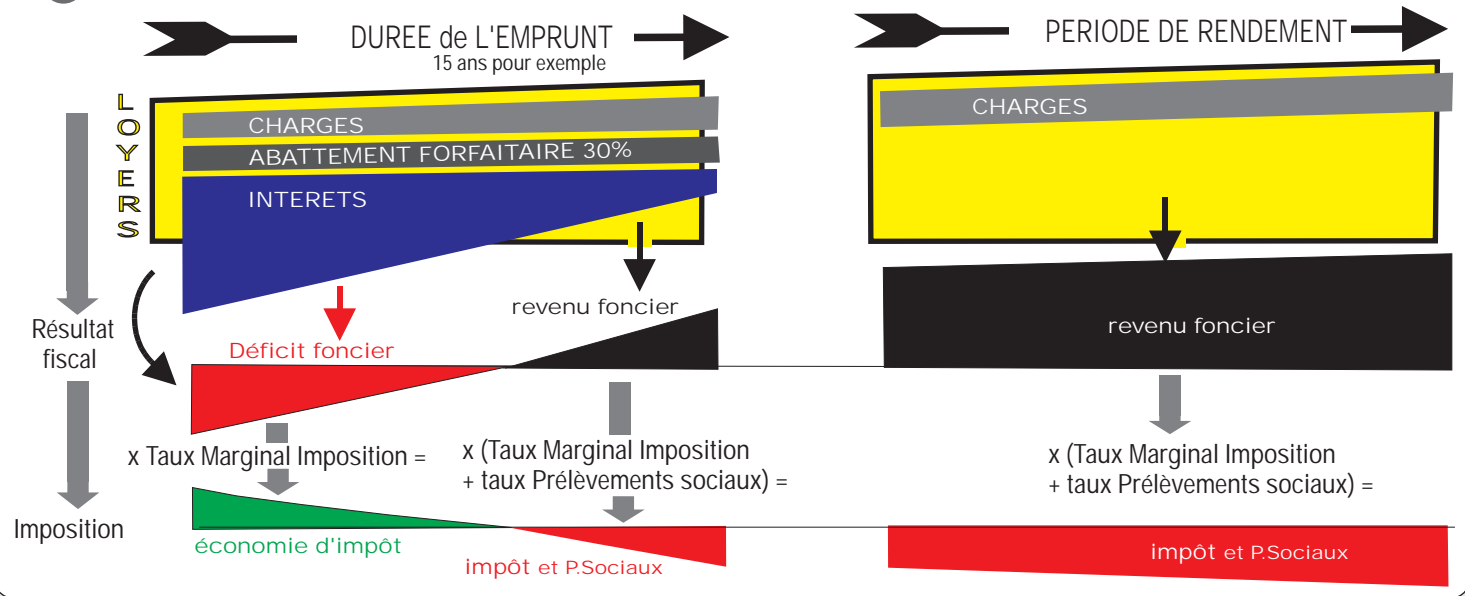 DUREE de L'EMPRUNT
15 ans pour exemple
PERIODE DE RENDEMENT
LOYERS
CHARGES
ABATTEMENT FORFAITAIRE 30%
INTERETS
CHARGES
Résultat
fiscal
Déficit foncier
revenu foncier
revenu foncier
x Taux Marginal Imposition =
x (Taux Marginal Imposition
+ taux Prélèvements sociaux) =
x (Taux Marginal Imposition
+ taux Prélèvements sociaux) =
Imposition
économie d'impôt
impôt et P.Sociaux
impôt et P.Sociaux